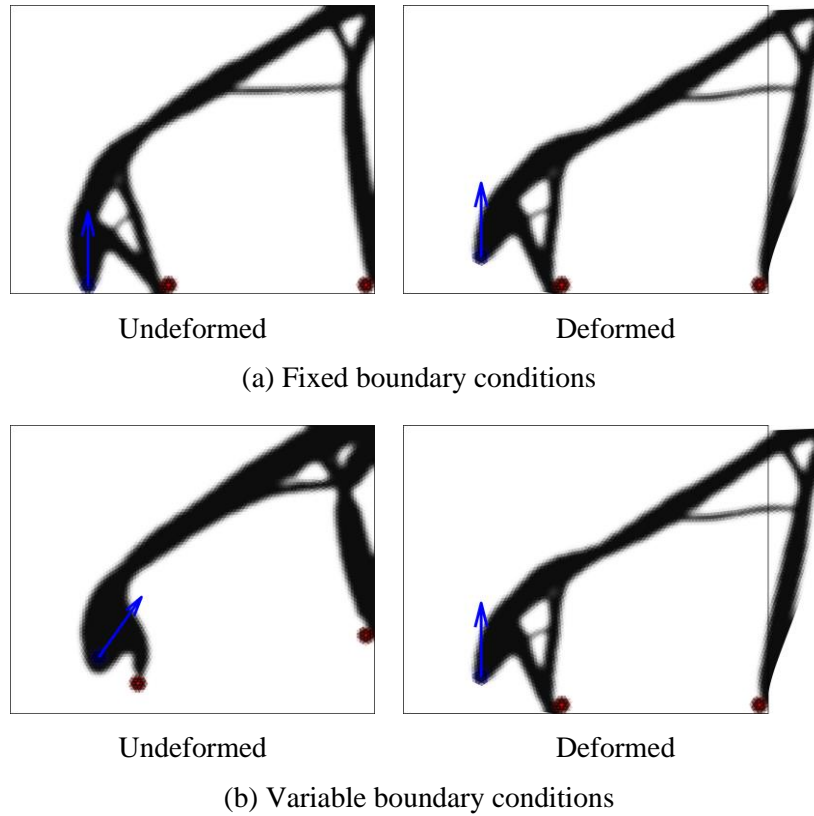 Undeformed Deformed
(a) Fixed boundary conditions
Undeformed Deformed
(b) Variable boundary conditions